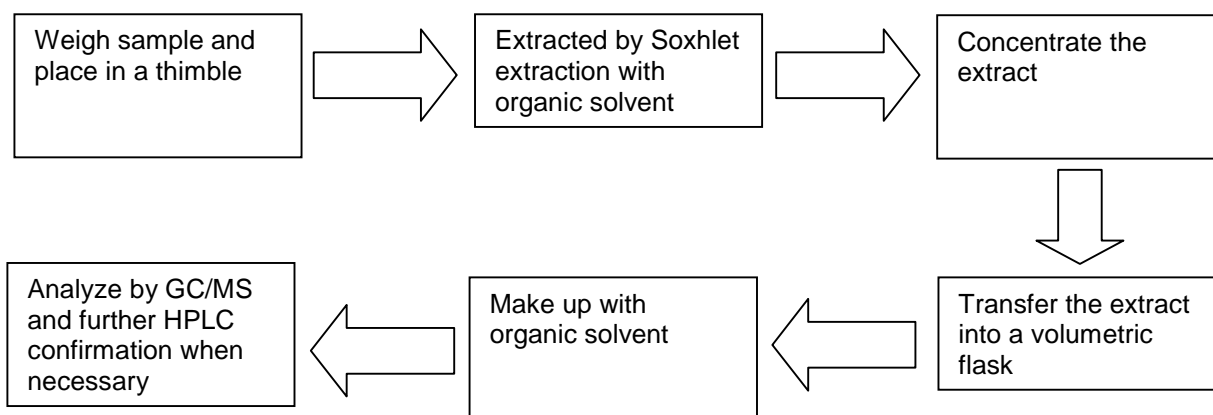 Weigh sample and
place in a thimble
Extracted by Soxhlet
extraction with
organic solvent
Concentrate the
extract
Transfer the extract
into a volumetric
flask
Make up with
organic solvent
Analyze by GC/MS
and further HPLC
confirmation when
necessary